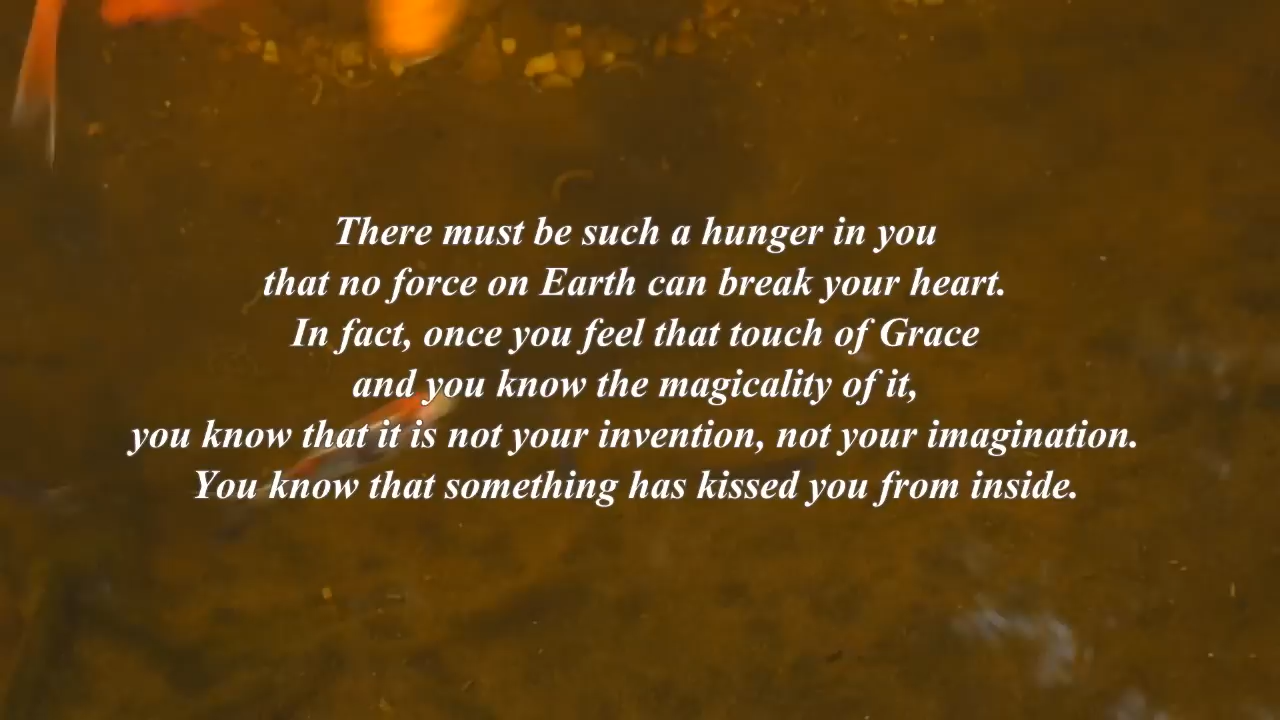 There must be such a hunger in you
that no force on Earth can break your heart.
In fact, once you feel that touch of Grace
and you know the magicality of it,
you know that it is not your invention, not your imagination.
You know that something has kissed you from inside.